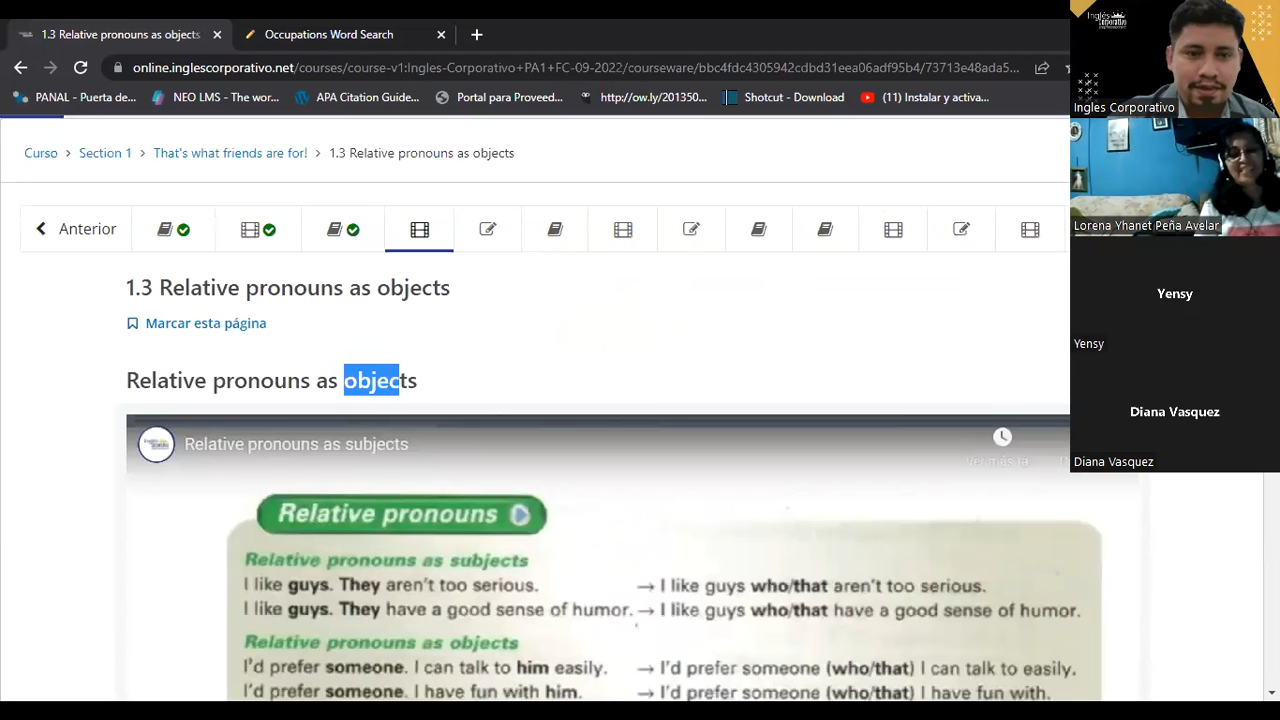 1.3 Relative pronouns as objects
Occupations Word Search
online.inglescorporativo.net/courses/course-v1:Ingles-Corporativo+PA1+FC-09-2022/courseware/bbc4fdc4305942cdbd31eea06adf95b4/73713e48ada5...
PANAL - Puerta de...
NEO LMS - The wor...
APA Citation Gde...
Portal para Proveed...
http://ow.ly/201350...
Shotcut - Download
(11) Instalar y activa...
Curso > Section 1 > That's what friends are for! > 1.3 Relative pronouns as objects
Anterior
1.3 Relative pronouns as objects
Marcar esta página
Relative pronouns as objects
Relative pronouns as subjects
Relative pronouns
Relative pronouns as subjects
I like guys. They aren't too serious. → I like guys who/that aren't too serious.
I like guys. They have a good sense of humor. → I like guys who/that have a good sense of humor.
Relative pronouns as objects
I'd prefer someone. I can talk to him easily. → I'd prefer someone (who/that) I can talk to easily.
I'd prefer someone. I have fun with him. → I'd prefer someone (who/that) I have fun with.
Inglés
Corporativo
Ingles Corporativo
Lorena Yhanet Peña Avelar
Yensy
Yensy
Diana Vasquez
Diana Vasquez